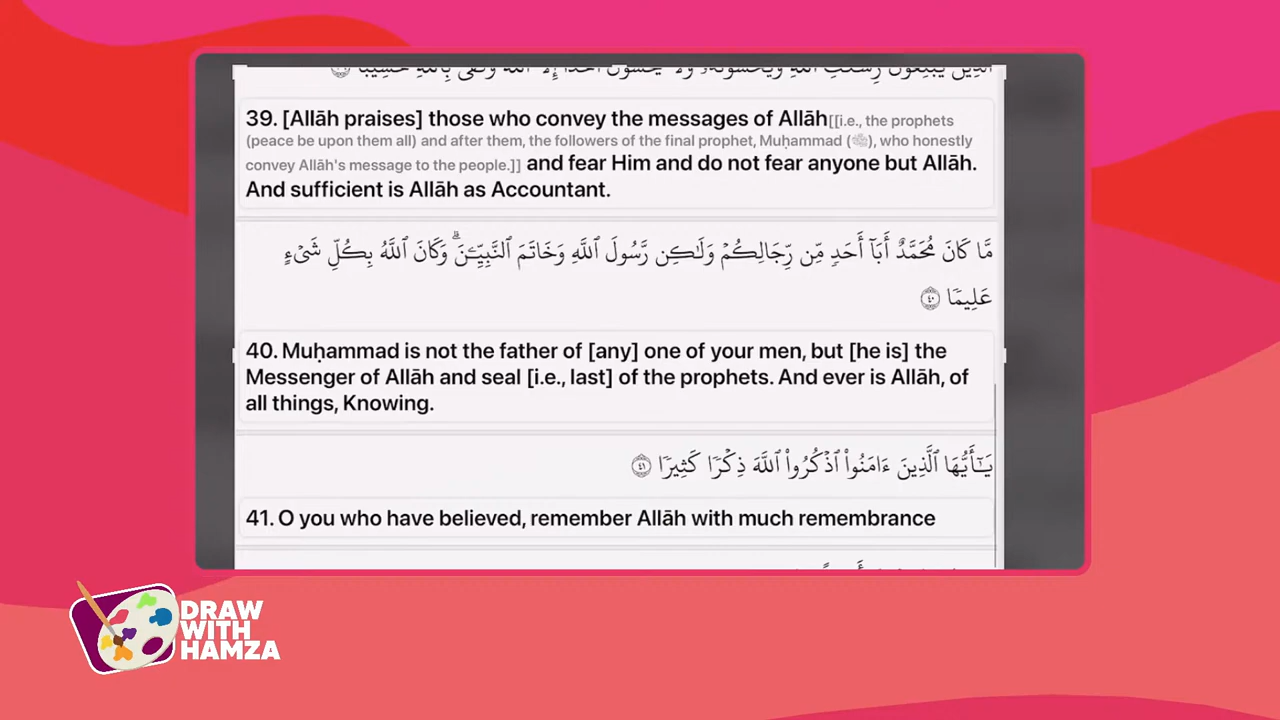 39. [Allāh praises] those who convey the messages of Allāh[[i.e., the prophets
(peace be upon them all) and after them, the followers of the final prophet, Muḥammad (ﷺ), who honestly
convey Allāh's message to the people.]] and fear Him and do not fear anyone but Allāh.
And sufficient is Allāh as Accountant.
مَّا كَانَ مُحَمَّدٌ أَبَآ أَحَدٍ مِّن رِّجَالِكُمْ وَلَٰكِن رَّسُولَ ٱللَّهِ وَخَاتَمَ ٱلنَّبِيِّـۧنَ ۗ وَكَانَ ٱللَّهُ بِكُلِّ شَىْءٍ
عَلِيمًا ٤٠
40. Muḥammad is not the father of [any] one of your men, but [he is] the
Messenger of Allāh and seal [i.e., last] of the prophets. And ever is Allāh, of
all things, Knowing.
يَـٰٓأَيُّهَا ٱلَّذِينَ ءَامَنُوا۟ ٱذْكُرُوا۟ ٱللَّهَ ذِكْرًا كَثِيرًا ٤١
41. O you who have believed, remember Allāh with much remembrance
DRAW
WITH
HAMZA